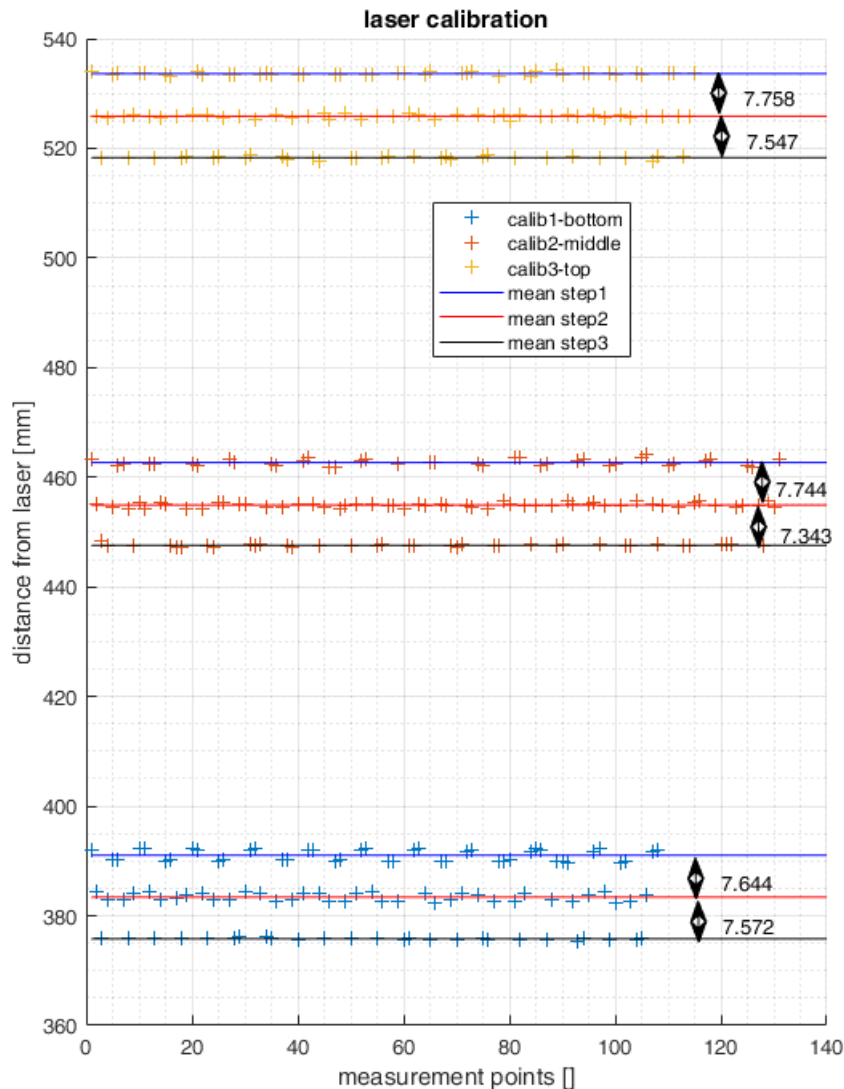 laser calibration
540
520
500
480
460
440
420
400
380
360
distance from laser [mm]
7.758
7.547
calib1-bottom
calib2-middle
calib3-top
mean step1
mean step2
mean step3
7.744
7.343
7.644
7.572
0 20 40 60 80 100 120 140
measurement points []